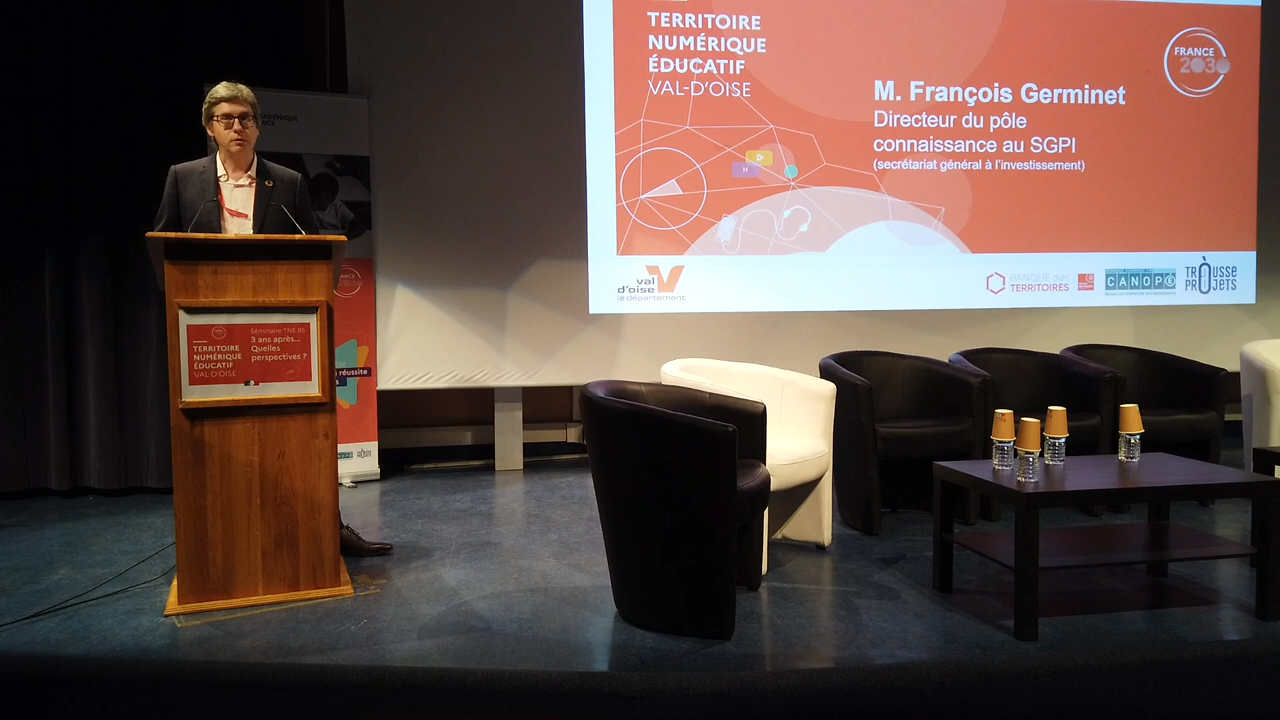 TERRITOIRE
NUMÉRIQUE
ÉDUCATIF
VAL-D'OISE
FRANCE
2030
M. François Germinet
Directeur du pôle
connaissance au SGPI
(secrétariat général à l'investissement)
val
d'oise
le département
BANQUE des
TERRITOIRES
CANOPÉ
TRÒUSSE
PRÒJETS
Séminaire TNE 95
3 ans après...
Quelles
perspectives ?
TERRITOIRE
NUMÉRIQUE
ÉDUCATIF
VAL-D'OISE
réussite